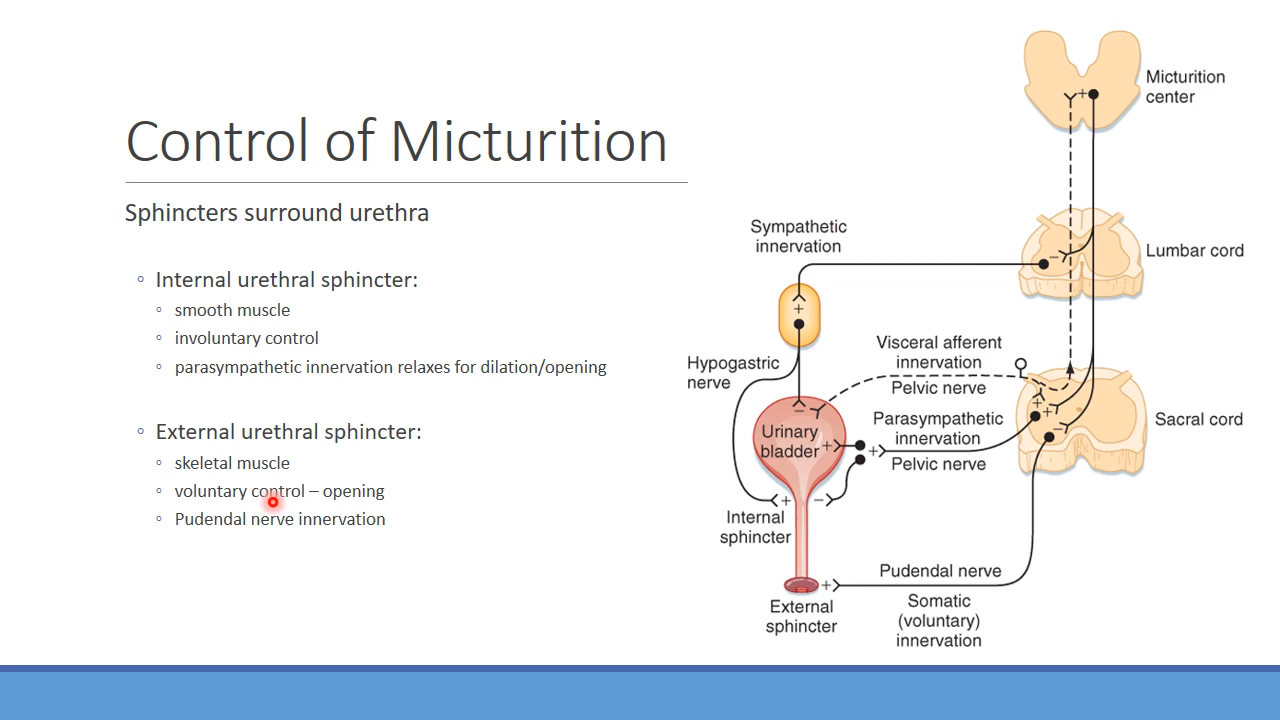 Control of Micturition
Sphincters surround urethra
◦ Internal urethral sphincter:
◦ smooth muscle
◦ involuntary control
◦ parasympathetic innervation relaxes for dilation/opening
◦ External urethral sphincter:
◦ skeletal muscle
◦ voluntary control – opening
◦ Pudendal nerve innervation
Micturition
center
+
Sympathetic
innervation
Lumbar cord
−
+
Hypogastric
nerve
Visceral afferent
innervation
Pelvic nerve
−
Urinary
bladder
+
Parasympathetic
innervation
+
Pelvic nerve
+
+
−
Sacral cord
+
−
Internal
sphincter
Pudendal nerve
+
External
sphincter
Somatic
(voluntary)
innervation